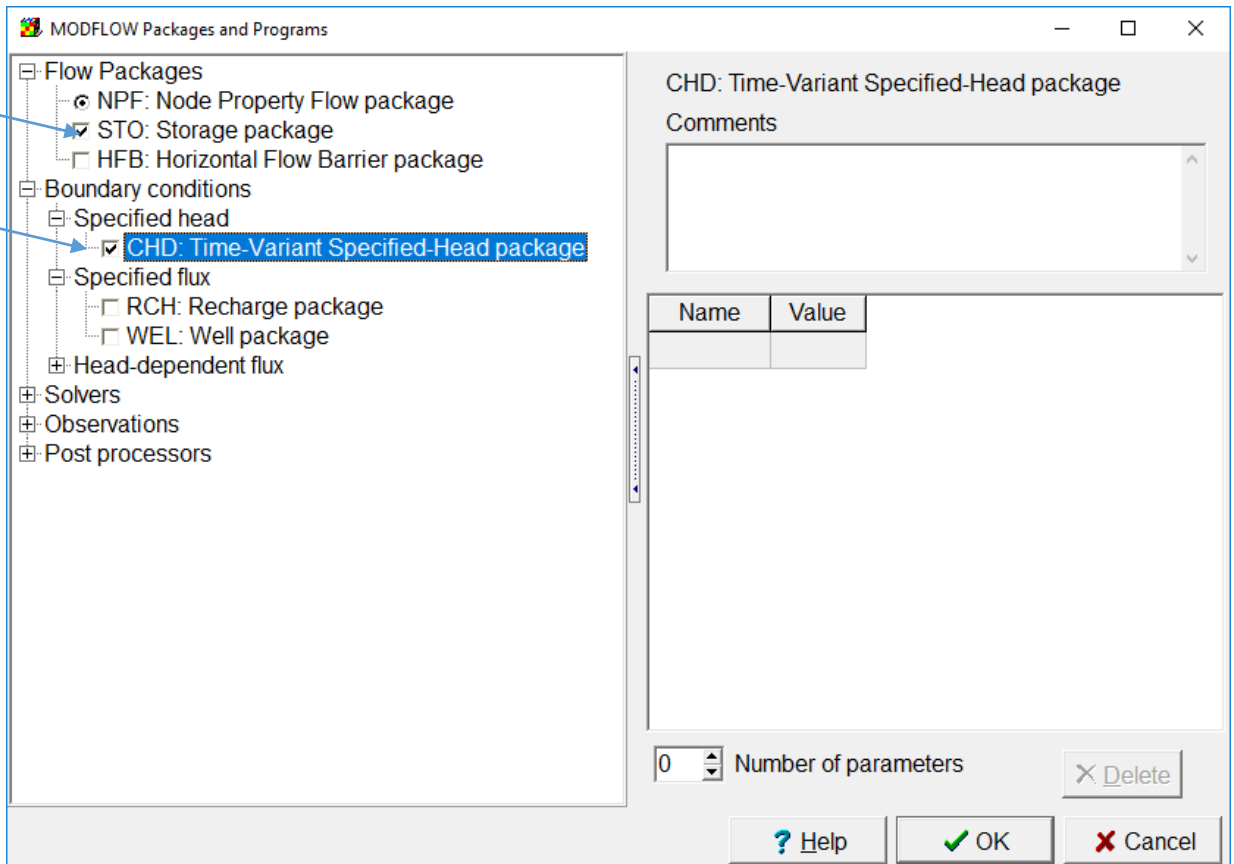 MODFLOW Packages and Programs
Flow Packages
NPF: Node Property Flow package
STO: Storage package
HFB: Horizontal Flow Barrier package
Boundary conditions
Specified head
CHD: Time-Variant Specified-Head package
Specified flux
RCH: Recharge package
WEL: Well package
Head-dependent flux
Solvers
Observations
Post processors
CHD: Time-Variant Specified-Head package
Comments
Name Value
0 Number of parameters
Delete
? Help
OK
Cancel